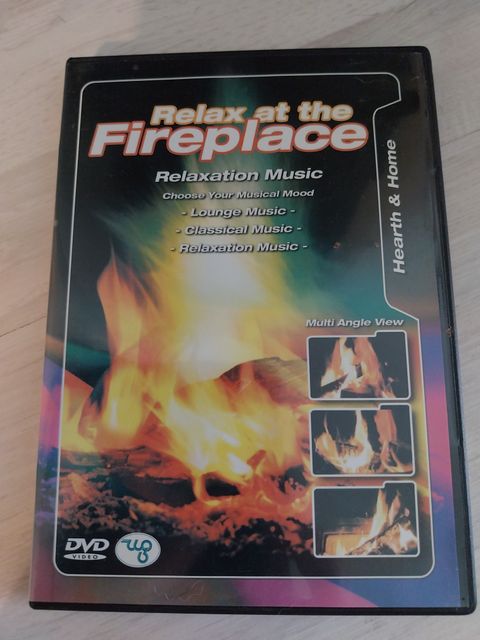 Relax at the
Fireplace
Relaxation Music
Choose Your Musical Mood
- Lounge Music -
- Classical Music -
- Relaxation Music -
Hearth & Home
Multi Angle View
DVD
VIDEO